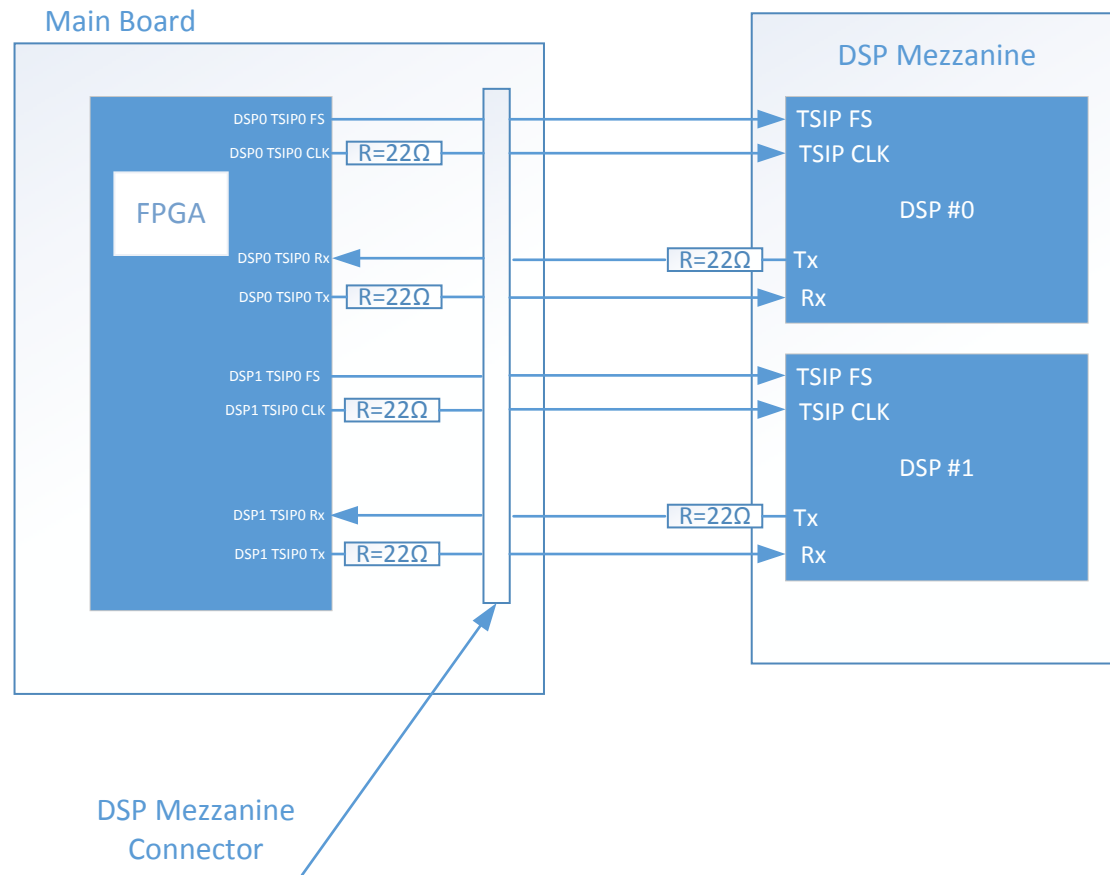 Main Board
DSP Mezzanine
DSP0 TSIP0 FS
TSIP FS
DSP0 TSIP0 CLK
R=22Ω
TSIP CLK
FPGA
DSP #0
DSP0 TSIP0 Rx
R=22Ω
Tx
DSP0 TSIP0 Tx
R=22Ω
Rx
DSP1 TSIP0 FS
TSIP FS
DSP1 TSIP0 CLK
R=22Ω
TSIP CLK
DSP #1
DSP1 TSIP0 Rx
R=22Ω
Tx
DSP1 TSIP0 Tx
R=22Ω
Rx
DSP Mezzanine
Connector